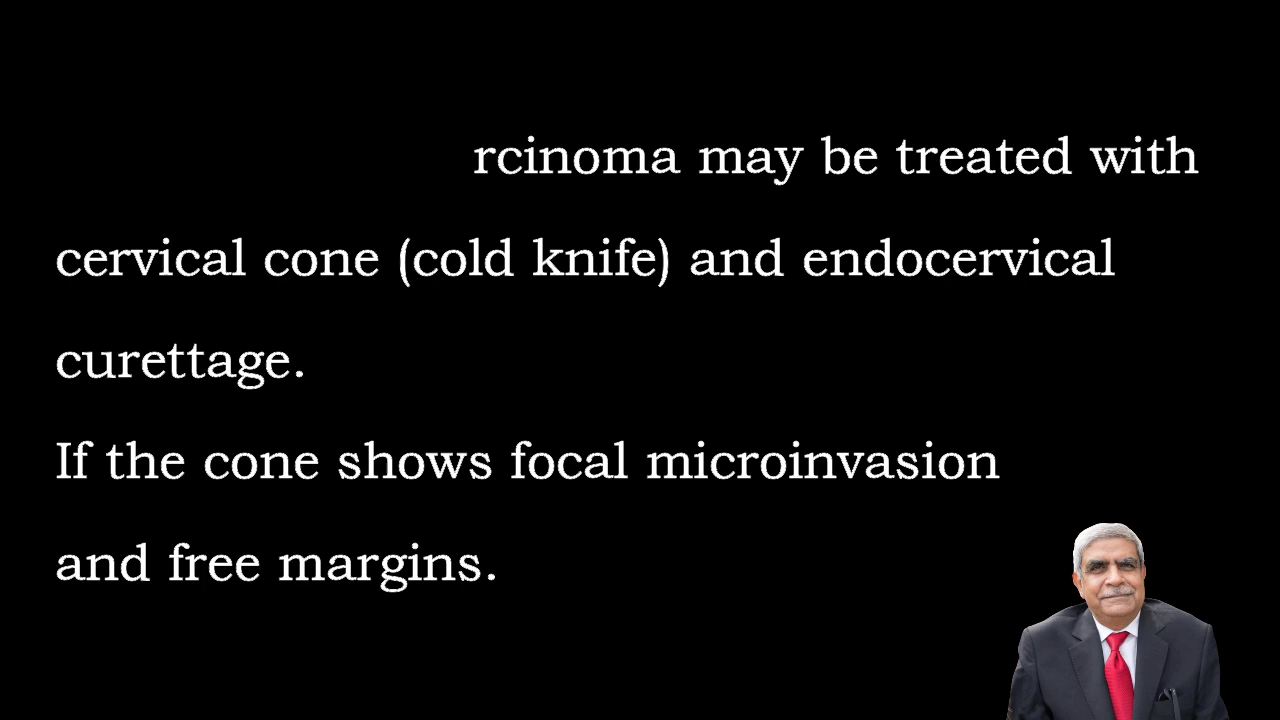 rcinoma may be treated with
cervical cone (cold knife) and endocervical
curettage.
If the cone shows focal microinvasion
and free margins.